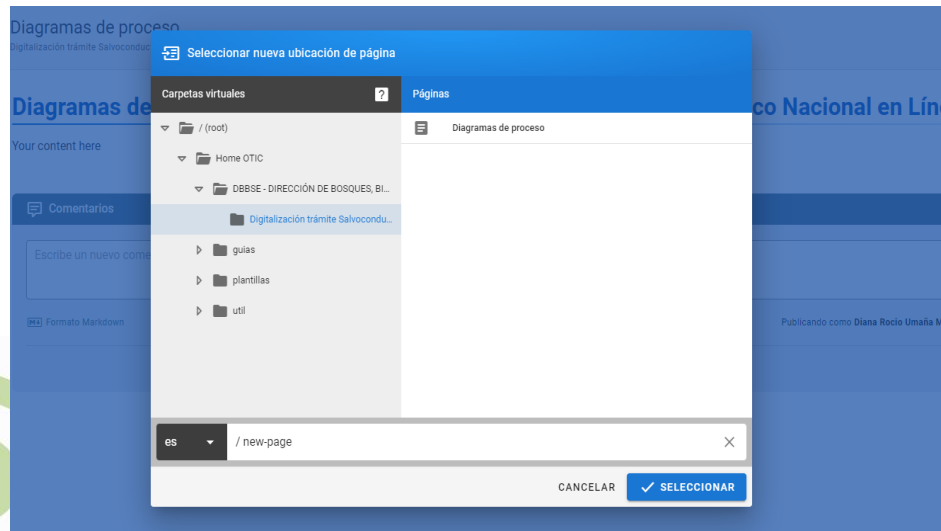 Diagramas de proceso
Digitalización trámite Salvoconduc
Seleccionar nueva ubicación de página
Carpetas virtuales ?
Páginas
Diagramas de
co Nacional en Lín
/ (root)
Diagramas de proceso
Your content here
Home OTIC
DBBSE - DIRECCIÓN DE BOSQUES, BI...
Comentarios
Digitalización trámite Salvocondu...
Escribe un nuevo come
guias
plantillas
util
Formato Markdown
Publicando como Diana Rocio Umaña M
es
/ new-page
CANCELAR
SELECCIONAR